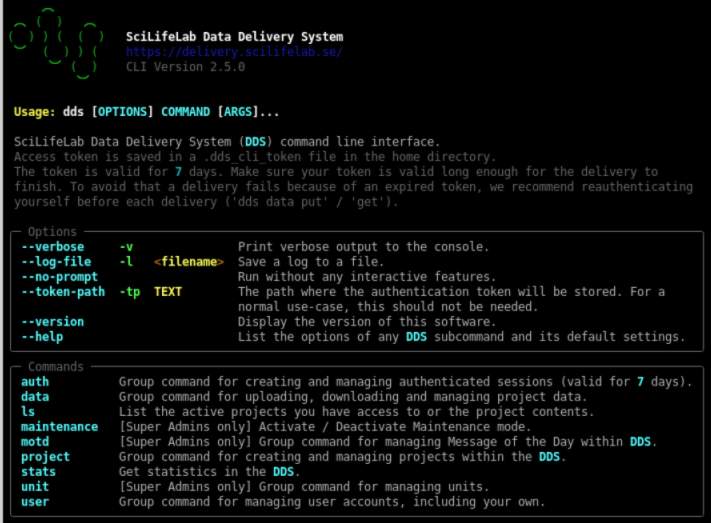 SciLifeLab Data Delivery System
https://delivery.scilifelab.se/
CLI Version 2.5.0
Usage: dds [OPTIONS] COMMAND [ARGS]...
SciLifeLab Data Delivery System (DDS) command line interface.
Access token is saved in a .dds_cli_token file in the home directory.
The token is valid for 7 days. Make sure your token is valid long enough for the delivery to
finish. To avoid that a delivery fails because of an expired token, we recommend reauthenticating
yourself before each delivery ('dds data put' / 'get').
Options
--verbose -v Print verbose output to the console.
--log-file -l <filename> Save a log to a file.
--no-prompt Run without any interactive features.
--token-path -tp TEXT The path where the authentication token will be stored. For a
normal use-case, this should not be needed.
--version Display the version of this software.
--help List the options of any DDS subcommand and its default settings.
Commands
auth Group command for creating and managing authenticated sessions (valid for 7 days).
data Group command for uploading, downloading and managing project data.
ls List the active projects you have access to or the project contents.
maintenance [Super Admins only] Activate / Deactivate Maintenance mode.
motd [Super Admins only] Group command for managing Message of the Day within DDS.
project Group command for creating and managing projects within the DDS.
stats Get statistics in the DDS.
unit [Super Admins only] Group command for managing units.
user Group command for managing user accounts, including your own.